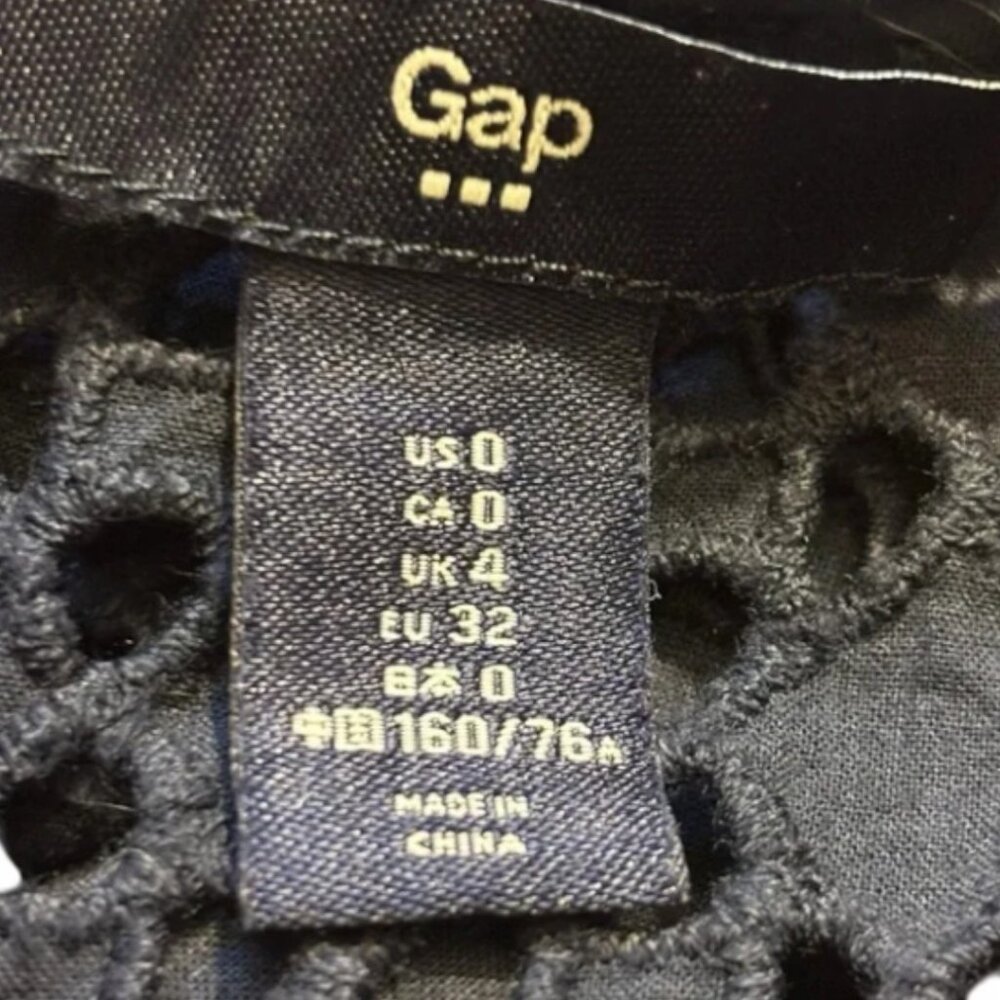 Gap
US 0
CA 0
UK 4
EU 32
日本 0
中国 160/76A
MADE IN
CHINA